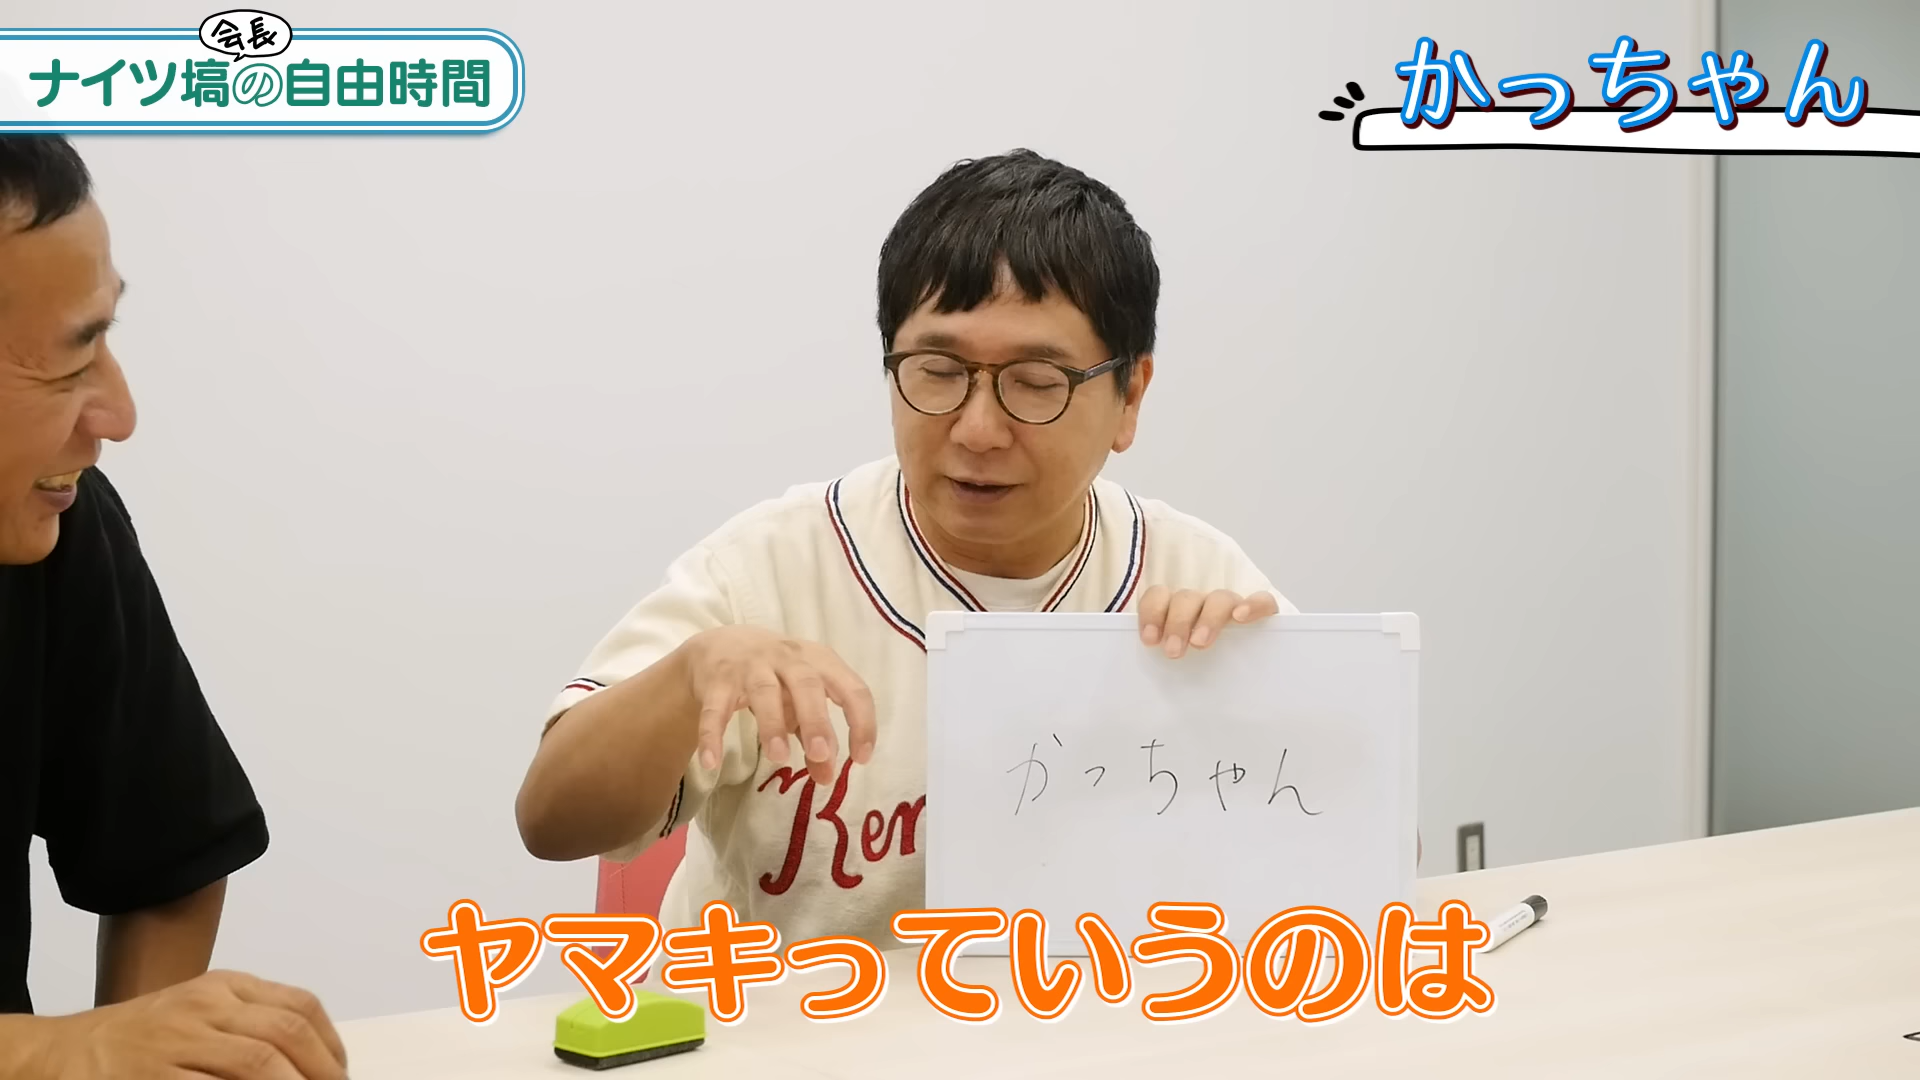 会長
ナイツ塙の自由時間
かっちゃん
かっちゃん
Ken
ヤマキっていうのは